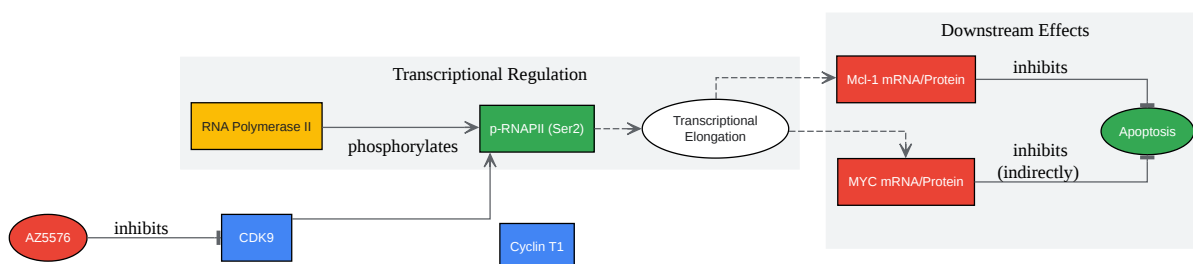 Downstream Effects
Transcriptional Regulation
Mcl-1 mRNA/Protein
inhibits
RNA Polymerase II
phosphorylates
p-RNAPII (Ser2)
Transcriptional
Elongation
Apoptosis
MYC mRNA/Protein
inhibits
(indirectly)
AZ5576
inhibits
CDK9
Cyclin T1